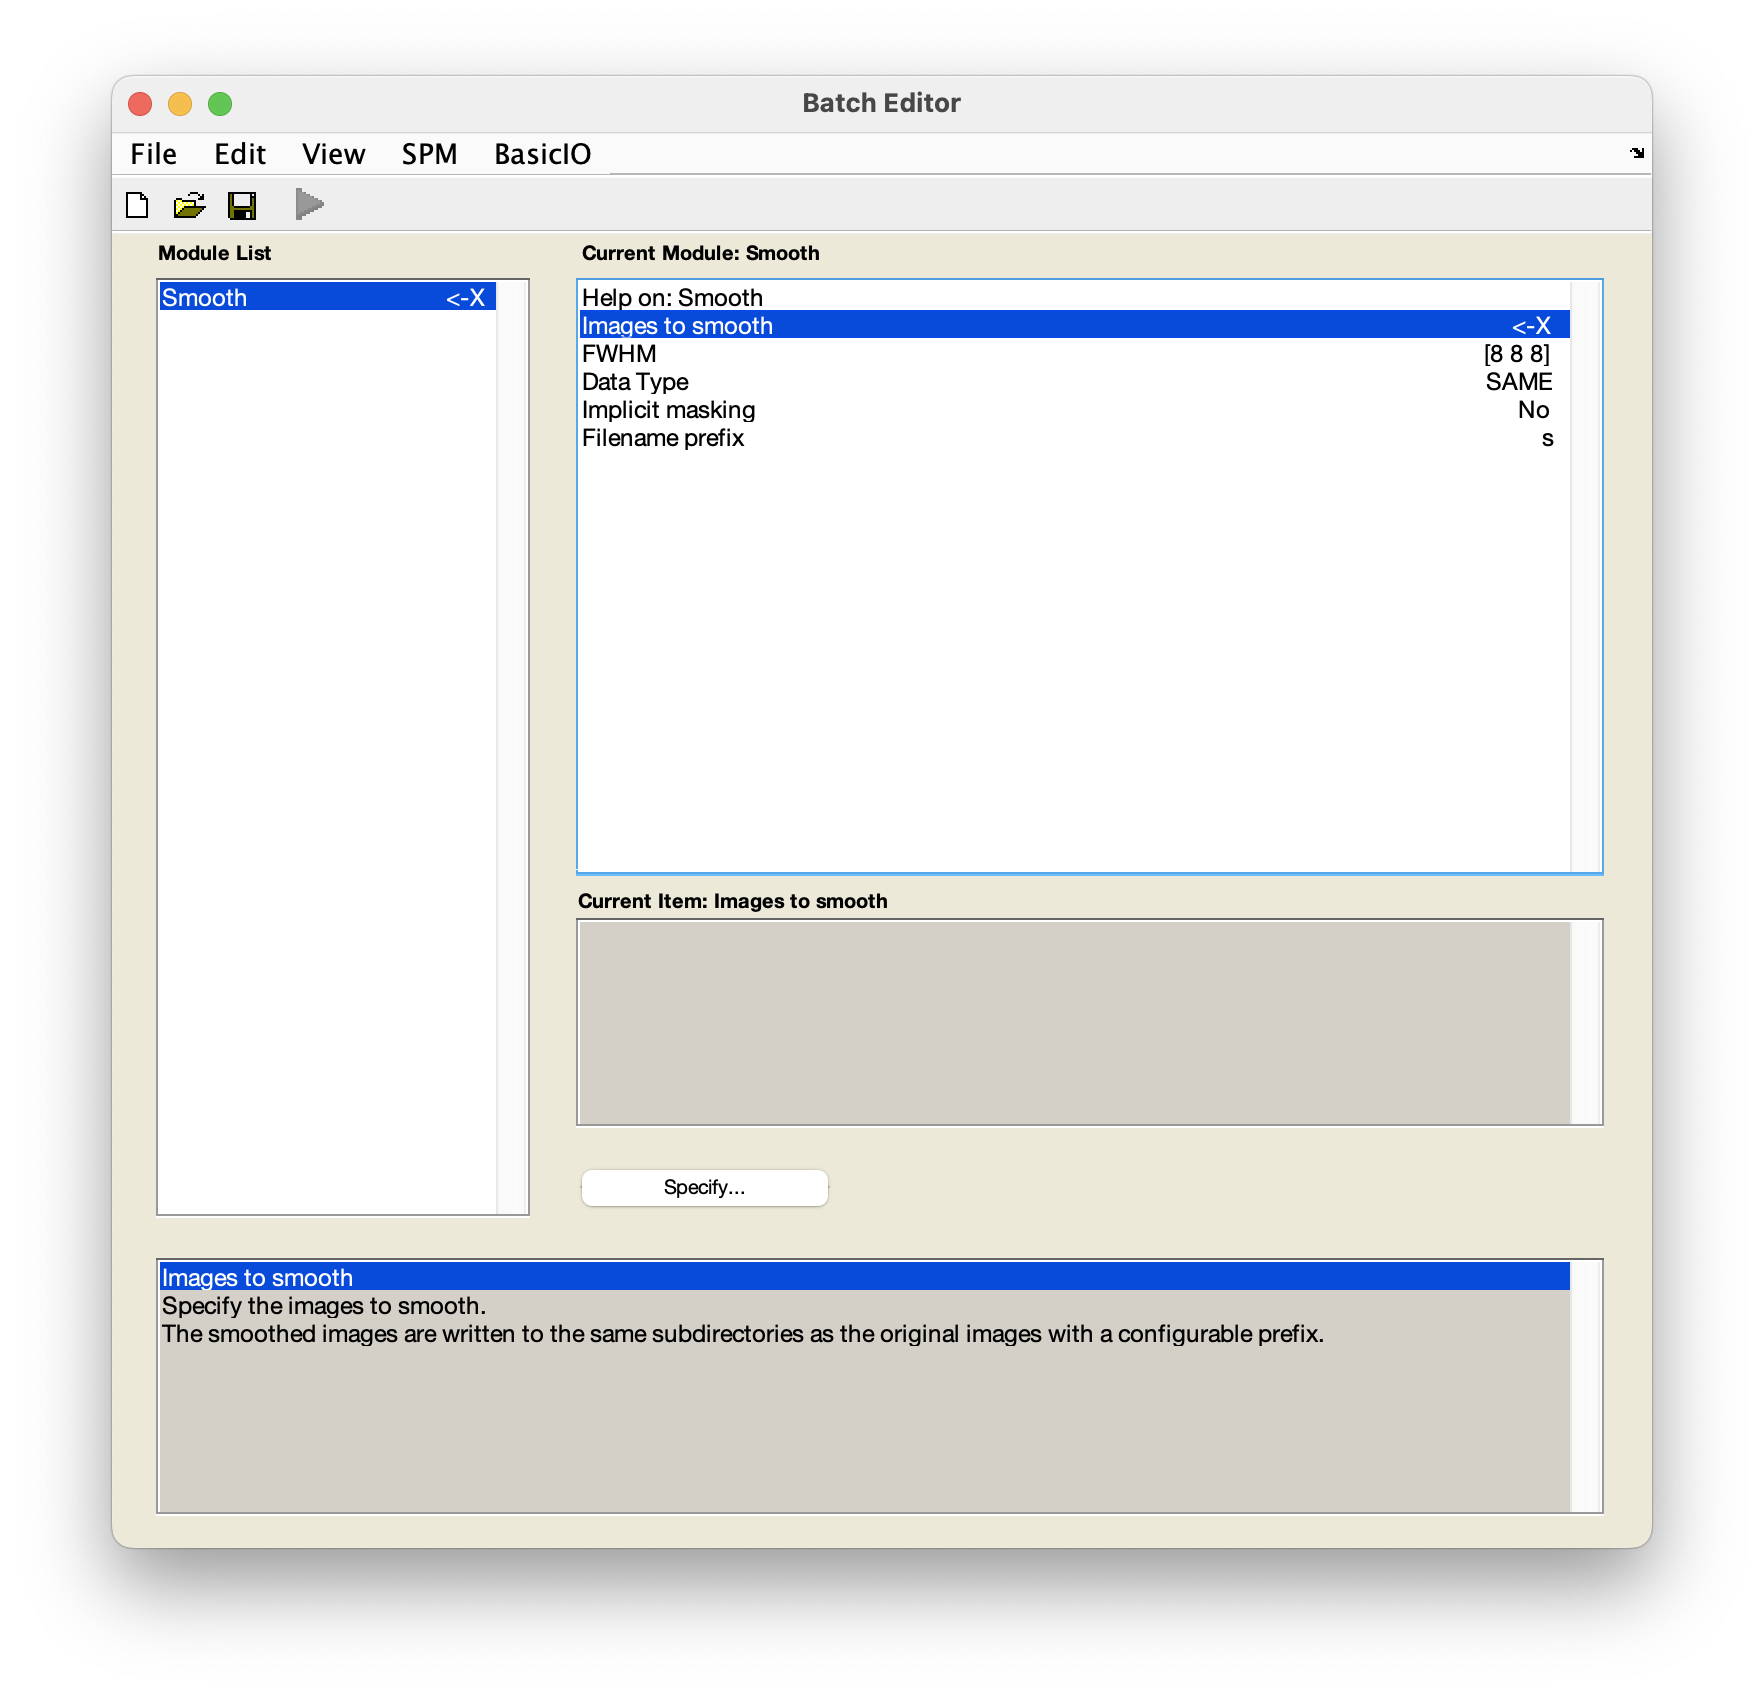 Batch Editor
File Edit View SPM BasicIO
Module List
Smooth <-X
Current Module: Smooth
Help on: Smooth
Images to smooth <-X
FWHM [8 8 8]
Data Type SAME
Implicit masking No
Filename prefix s
Current Item: Images to smooth
Specify...
Images to smooth
Specify the images to smooth.
The smoothed images are written to the same subdirectories as the original images with a configurable prefix.